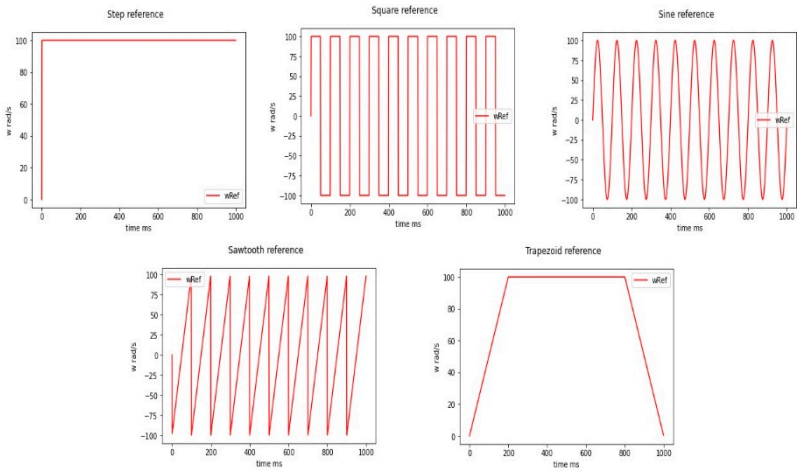 Step reference
100
80
60
40
20
0
w rad/s
wRef
0 200 400 600 800 1000
time ms
Square reference
100
75
50
25
0
−25
−50
−75
−100
w rad/s
wRef
0 200 400 600 800 1000
time ms
Sine reference
100
75
50
25
0
−25
−50
−75
−100
w rad/s
wRef
0 200 400 600 800 1000
time ms
Sawtooth reference
100
75
50
25
0
−25
−50
−75
−100
w rad/s
wRef
0 200 400 600 800 1000
time ms
Trapezoid reference
100
80
60
40
20
0
w rad/s
wRef
0 200 400 600 800 1000
time ms